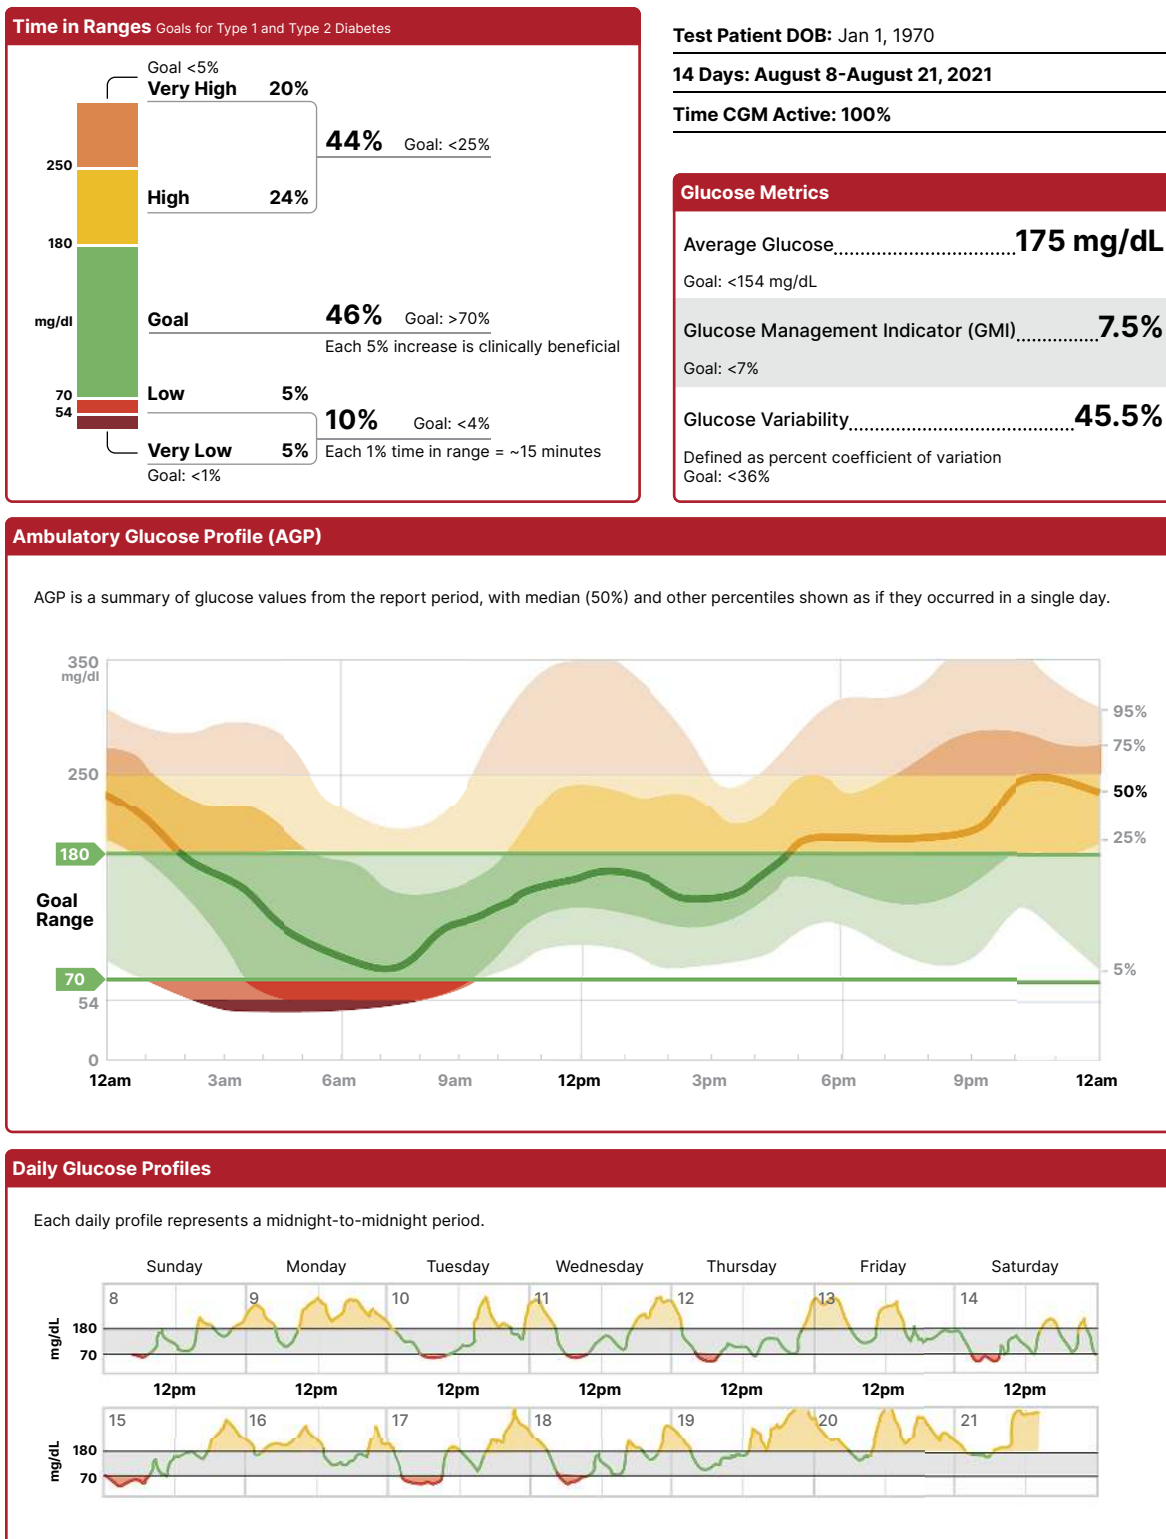 Time in Ranges Goals for Type 1 and Type 2 Diabetes
Goal <5%
Very High 20%
44% Goal: <25%
250
High 24%
180
mg/dl
Goal 46% Goal: >70%
Each 5% increase is clinically beneficial
70
Low 5%
54
10% Goal: <4%
Very Low 5% Each 1% time in range = ~15 minutes
Goal: <1%
Test Patient DOB: Jan 1, 1970
14 Days: August 8-August 21, 2021
Time CGM Active: 100%
Glucose Metrics
Average Glucose 175 mg/dL
Goal: <154 mg/dL
Glucose Management Indicator (GMI) 7.5%
Goal: <7%
Glucose Variability 45.5%
Defined as percent coefficient of variation
Goal: <36%
Ambulatory Glucose Profile (AGP)
AGP is a summary of glucose values from the report period, with median (50%) and other percentiles shown as if they occurred in a single day.
350
mg/dl
95%
75%
250
50%
25%
180
Goal
Range
70
5%
54
0
12am 3am 6am 9am 12pm 3pm 6pm 9pm 12am
Daily Glucose Profiles
Each daily profile represents a midnight-to-midnight period.
Sunday Monday Tuesday Wednesday Thursday Friday Saturday
8 9 10 11 12 13 14
mg/dL
180
70
12pm 12pm 12pm 12pm 12pm 12pm 12pm
15 16 17 18 19 20 21
mg/dL
180
70